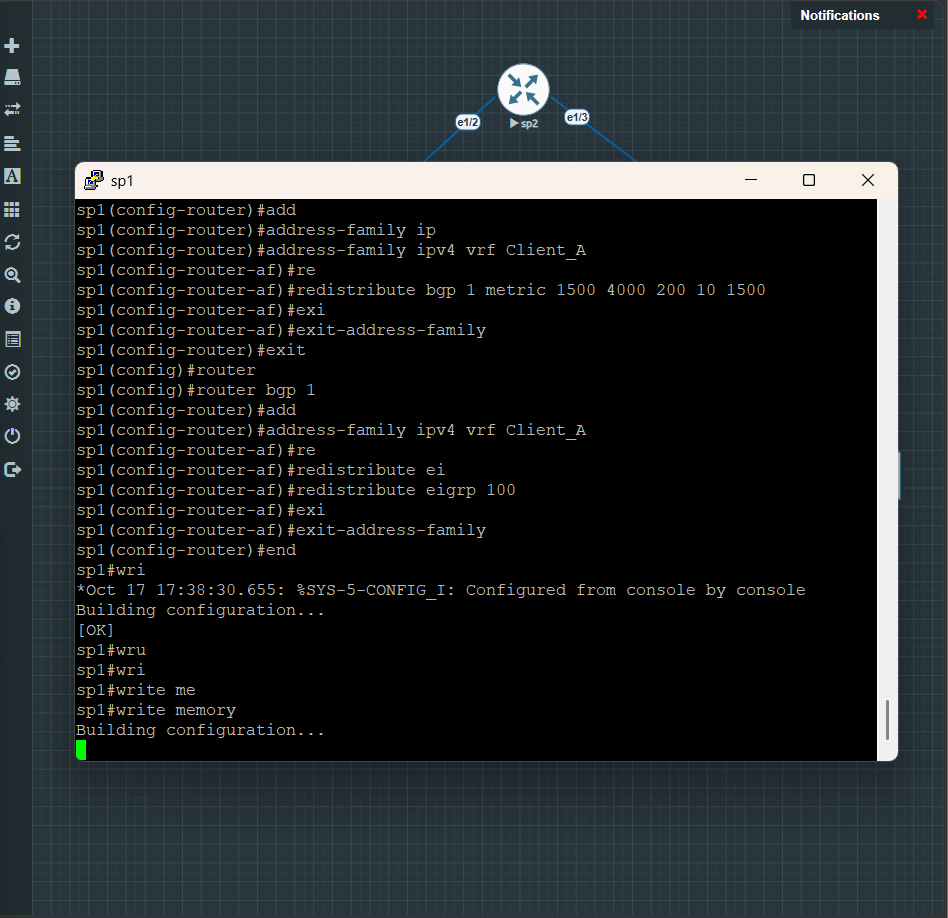 Notifications
e1/2
e1/3
sp2
sp1
sp1(config-router)#add
sp1(config-router)#address-family ip
sp1(config-router)#address-family ipv4 vrf Client_A
sp1(config-router-af)#re
sp1(config-router-af)#redistribute bgp 1 metric 1500 4000 200 10 1500
sp1(config-router-af)#exi
sp1(config-router-af)#exit-address-family
sp1(config-router)#exit
sp1(config)#router
sp1(config)#router bgp 1
sp1(config-router)#add
sp1(config-router)#address-family ipv4 vrf Client_A
sp1(config-router-af)#re
sp1(config-router-af)#redistribute ei
sp1(config-router-af)#redistribute eigrp 100
sp1(config-router-af)#exi
sp1(config-router-af)#exit-address-family
sp1(config-router)#end
sp1#wri
*Oct 17 17:38:30.655: %SYS-5-CONFIG_I: Configured from console by console
Building configuration...
[OK]
sp1#wru
sp1#wri
sp1#write me
sp1#write memory
Building configuration...